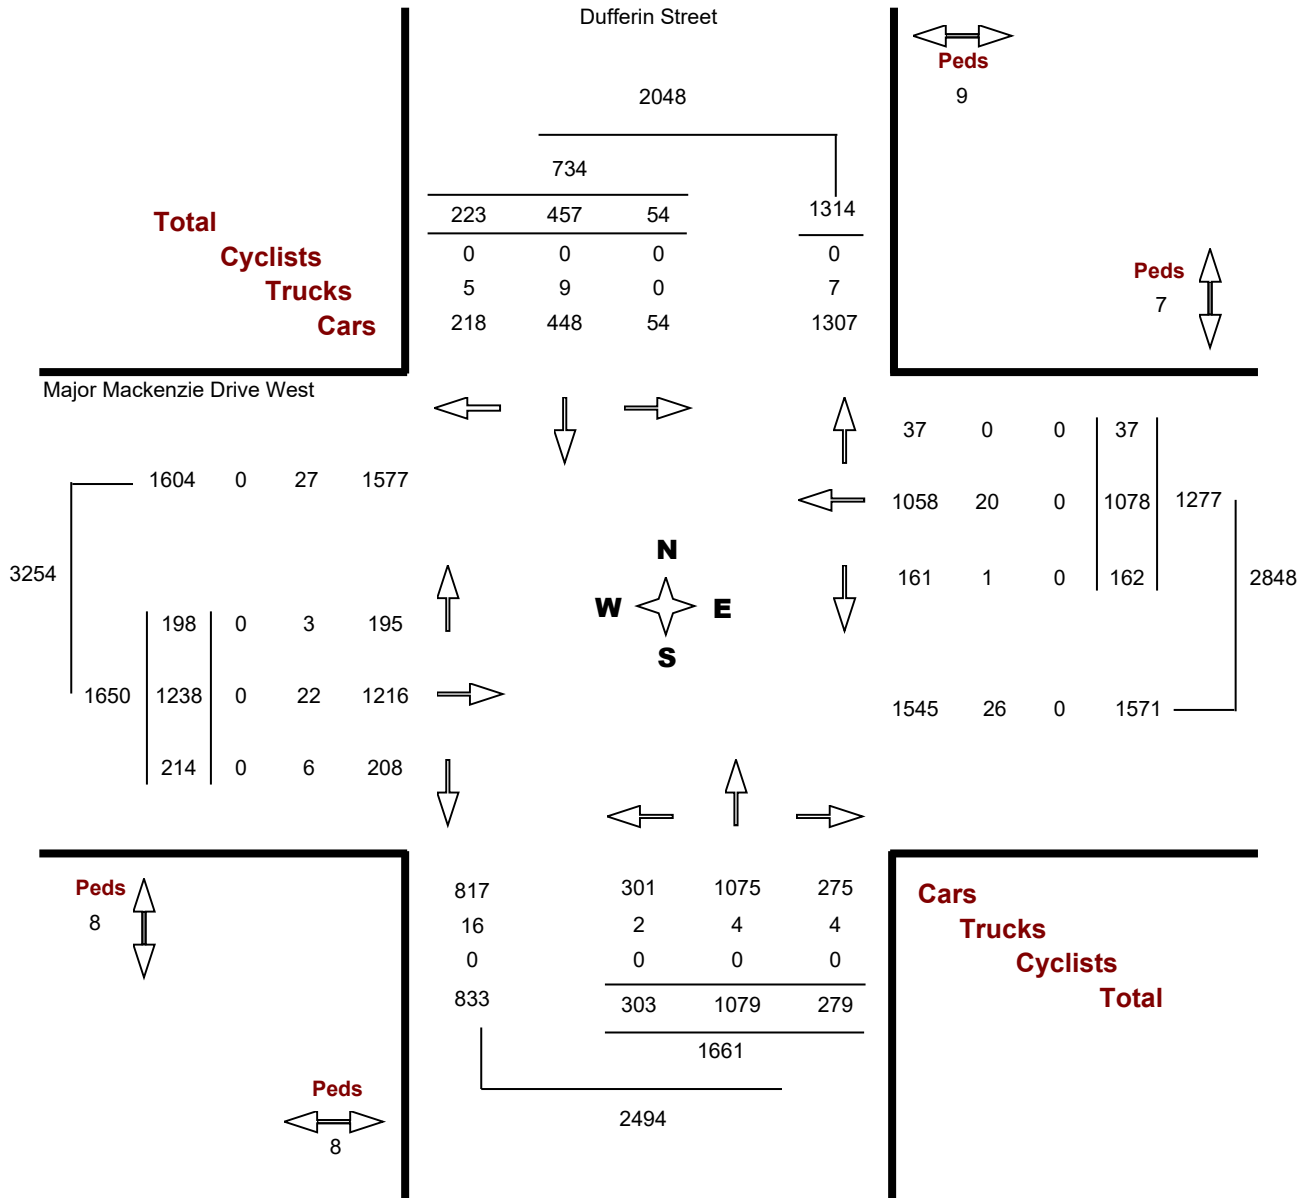 Dufferin Street
Peds
9
2048
734
223 457 54 1314
Total
0 0 0 0
Cyclists
5 9 0 7
Trucks
218 448 54 1307
Cars
Peds
7
Major Mackenzie Drive West
37 0 0 37
1604 0 27 1577
1058 20 0 1078 1277
N
3254
161 1 0 162 2848
W E
198 0 3 195
S
1650 1238 0 22 1216
1545 26 0 1571
214 0 6 208
Peds
8
817 301 1075 275
Cars
16 2 4 4
Trucks
0 0 0 0
Cyclists
833 303 1079 279
Total
1661
Peds
8
2494